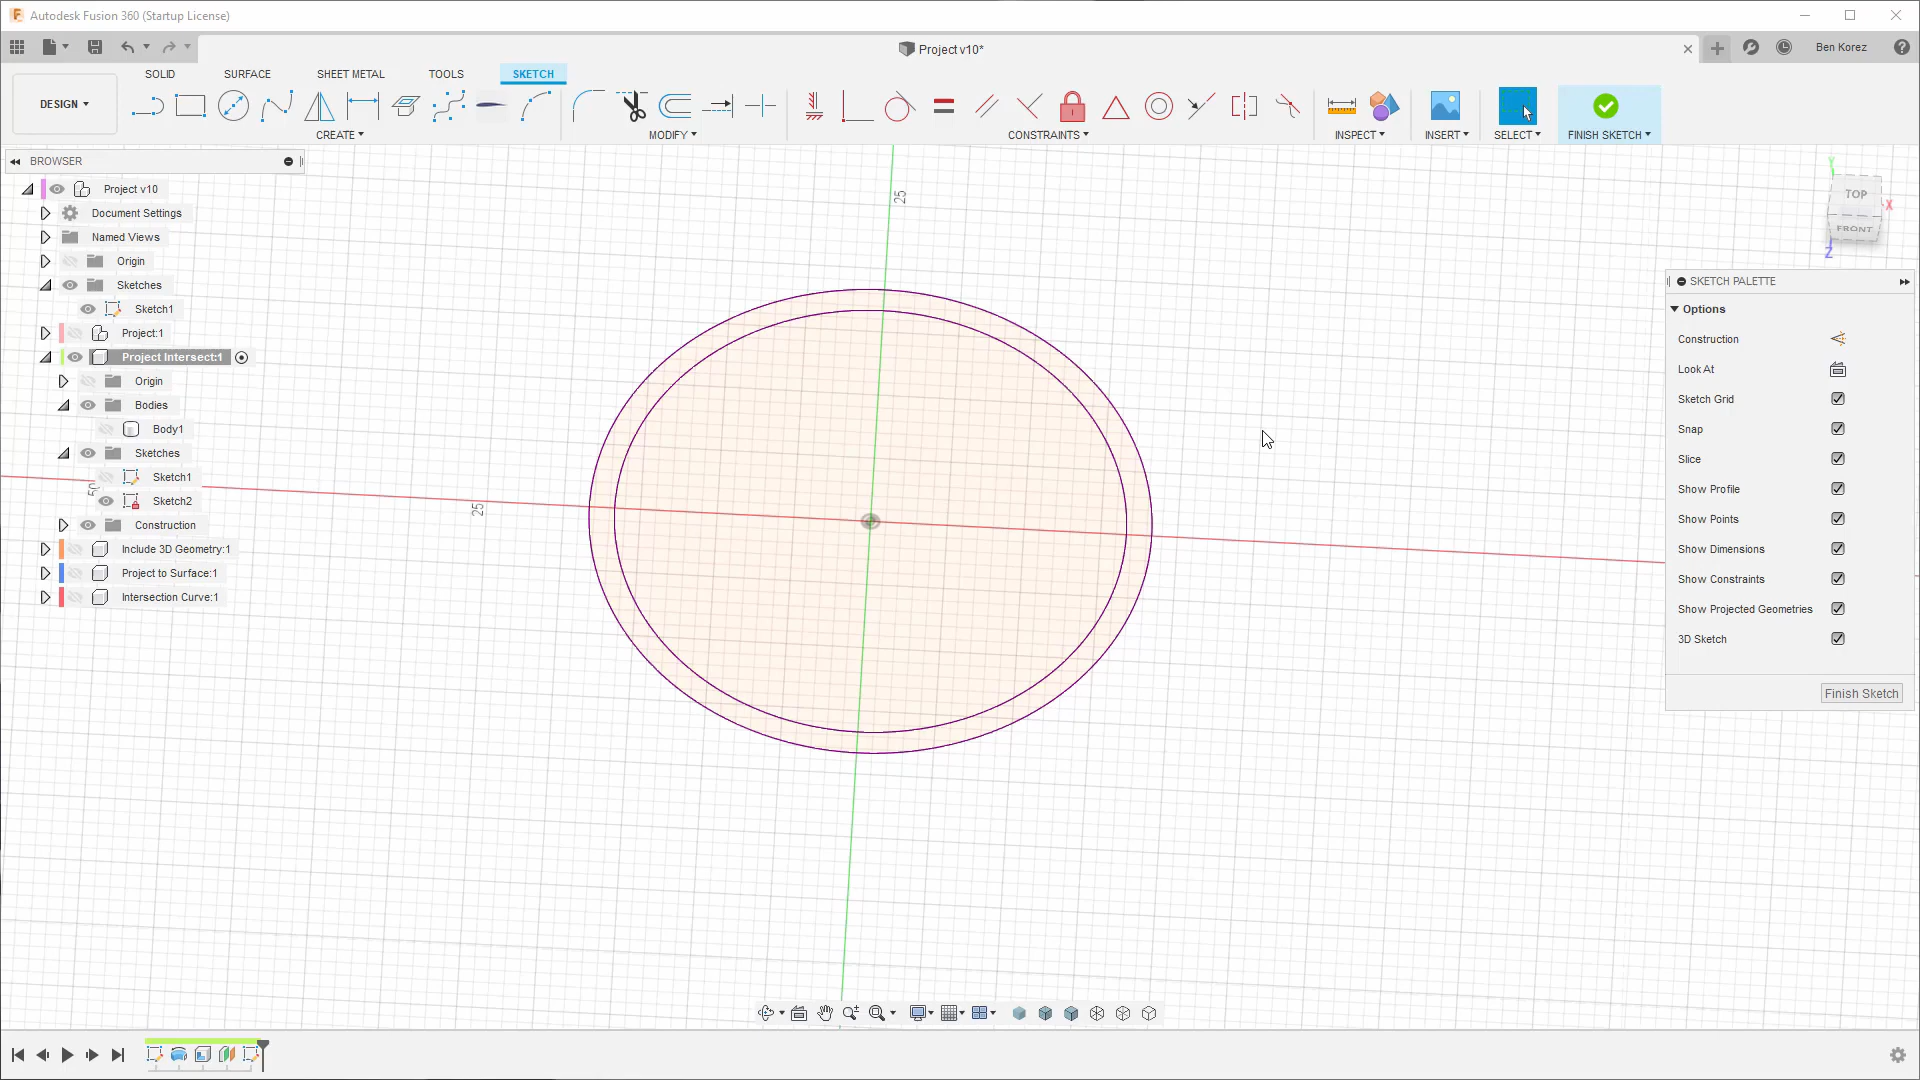 Autodesk Fusion 360 (Startup License)
Project v10*
Ben Korez
DESIGN
SOLID
SURFACE
SHEET METAL
TOOLS
SKETCH
CREATE
MODIFY
CONSTRAINTS
INSPECT
INSERT
SELECT
FINISH SKETCH
BROWSER
Project v10
Document Settings
Named Views
Origin
Sketches
Sketch1
Project:1
Project Intersect:1
Origin
Bodies
Body1
Sketches
Sketch1
Sketch2
Construction
Include 3D Geometry:1
Project to Surface:1
Intersection Curve:1
25
25
50
Y
TOP
X
FRONT
Z
SKETCH PALETTE
Options
Construction
Look At
Sketch Grid
Snap
Slice
Show Profile
Show Points
Show Dimensions
Show Constraints
Show Projected Geometries
3D Sketch
Finish Sketch